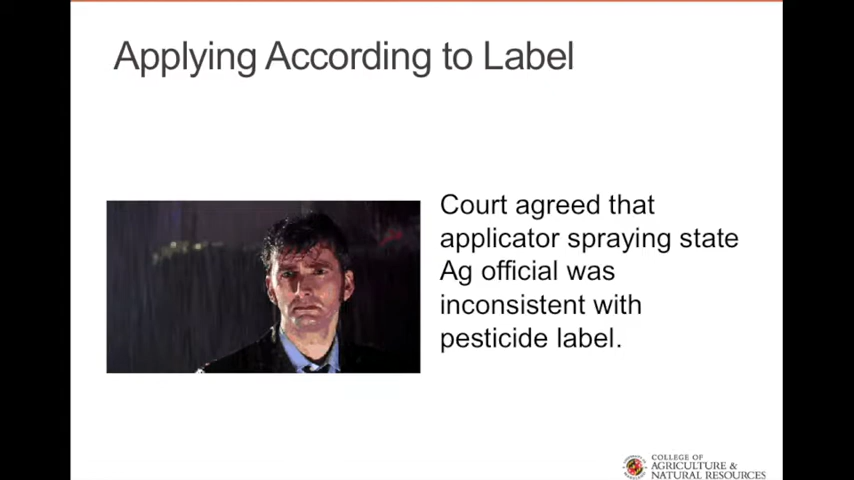 Applying According to Label
Court agreed that
applicator spraying state
Ag official was
inconsistent with
pesticide label.
COLLEGE OF
AGRICULTURE &
NATURAL RESOURCES